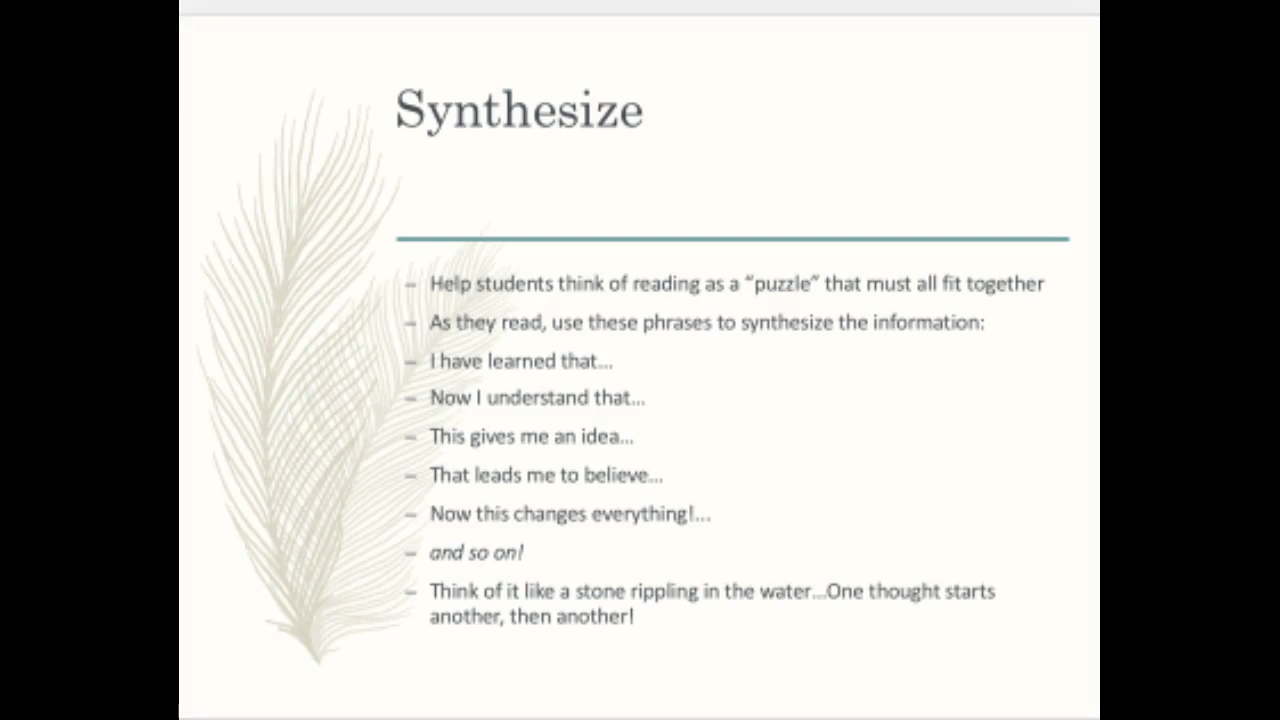 Synthesize
– Help students think of reading as a “puzzle” that must all fit together
– As they read, use these phrases to synthesize the information:
– I have learned that...
– Now I understand that...
– This gives me an idea...
– That leads me to believe...
– Now this changes everything!...
– and so on!
– Think of it like a stone rippling in the water...One thought starts
another, then another!